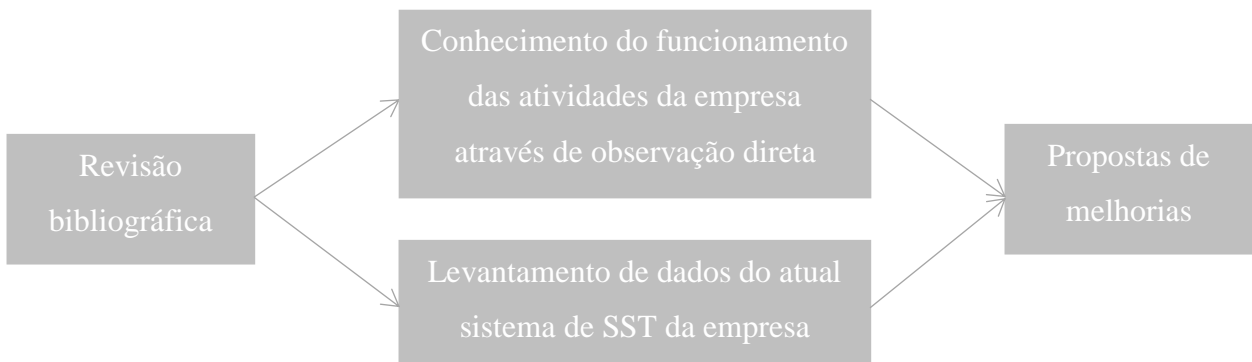 Revisão
bibliográfica
Conhecimento do funcionamento
das atividades da empresa
através de observação direta
Levantamento de dados do atual
sistema de SST da empresa
Propostas de
melhorias